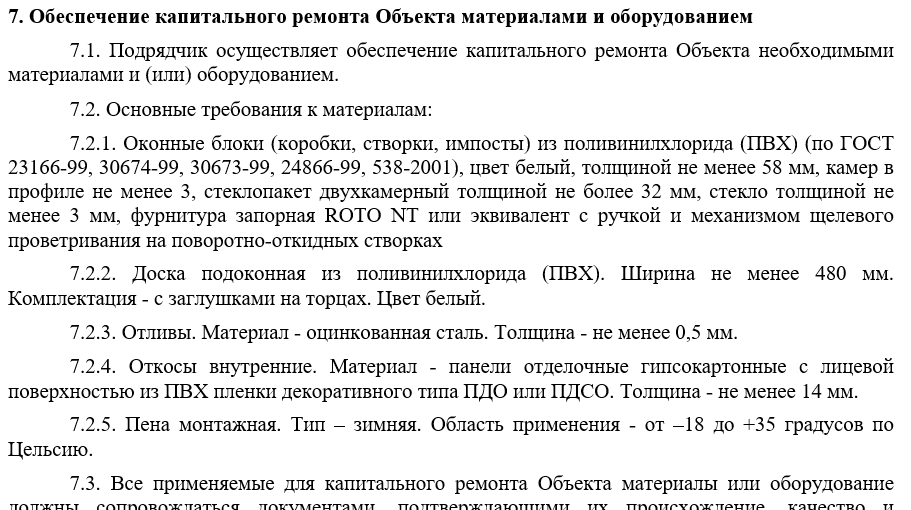 7. Обеспечение капитального ремонта Объекта материалами и оборудованием
7.1. Подрядчик осуществляет обеспечение капитального ремонта Объекта необходимыми
материалами и (или) оборудованием.
7.2. Основные требования к материалам:
7.2.1. Оконные блоки (коробки, створки, импосты) из поливинилхлорида (ПВХ) (по ГОСТ
23166-99, 30674-99, 30673-99, 24866-99, 538-2001), цвет белый, толщиной не менее 58 мм, камер в
профиле не менее 3, стеклопакет двухкамерный толщиной не более 32 мм, стекло толщиной не
менее 3 мм, фурнитура запорная ROTO NT или эквивалент с ручкой и механизмом щелевого
проветривания на поворотно-откидных створках
7.2.2. Доска подоконная из поливинилхлорида (ПВХ). Ширина не менее 480 мм.
Комплектация - с заглушками на торцах. Цвет белый.
7.2.3. Отливы. Материал - оцинкованная сталь. Толщина - не менее 0,5 мм.
7.2.4. Откосы внутренние. Материал - панели отделочные гипсокартонные с лицевой
поверхностью из ПВХ пленки декоративного типа ПДО или ПДСО. Толщина - не менее 14 мм.
7.2.5. Пена монтажная. Тип – зимняя. Область применения - от –18 до +35 градусов по
Цельсию.
7.3. Все применяемые для капитального ремонта Объекта материалы или оборудование
должны сопровождаться документами, подтверждающими их происхождение, качество и